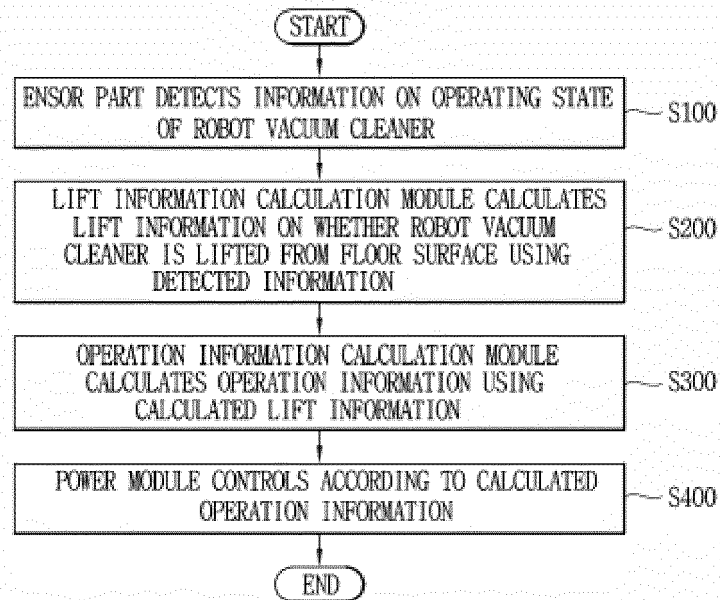 START
ENSOR PART DETECTS INFORMATION ON OPERATING STATE
OF ROBOT VACUUM CLEANER
S100
LIFT INFORMATION CALCULATION MODULE CALCULATES
LIFT INFORMATION ON WHETHER ROBOT VACUUM
CLEANER IS LIFTED FROM FLOOR SURFACE USING
DETECTED INFORMATION
S200
OPERATION INFORMATION CALCULATION MODULE
CALCULATES OPERATION INFORMATION USING
CALCULATED LIFT INFORMATION
S300
POWER MODULE CONTROLS ACCORDING TO CALCULATED
OPERATION INFORMATION
S400
END